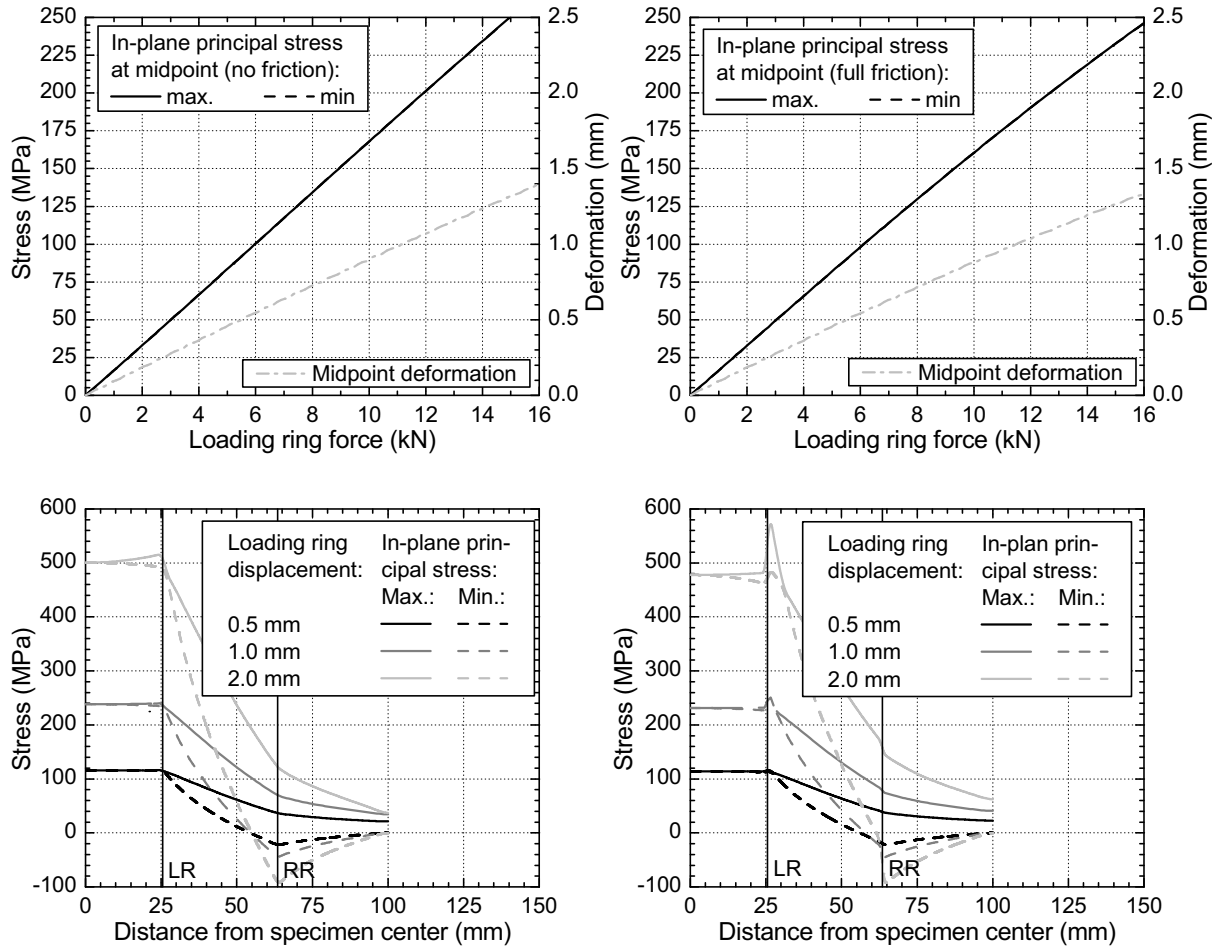 In-plane principal stress
at midpoint (no friction):
max. min
Midpoint deformation
250
225
200
175
150
125
100
75
50
25
0
Stress (MPa)
2.5
2.0
1.5
1.0
0.5
0.0
Deformation (mm)
0 2 4 6 8 10 12 14 16
Loading ring force (kN)
In-plane principal stress
at midpoint (full friction):
max. min
Midpoint deformation
250
225
200
175
150
125
100
75
50
25
0
Stress (MPa)
2.5
2.0
1.5
1.0
0.5
0.0
Deformation (mm)
0 2 4 6 8 10 12 14 16
Loading ring force (kN)
600
500
400
300
200
100
0
-100
Stress (MPa)
Loading ring In-plane prin-
displacement: cipal stress:
Max.: Min.:
0.5 mm
1.0 mm
2.0 mm
LR RR
0 25 50 75 100 125 150
Distance from specimen center (mm)
600
500
400
300
200
100
0
-100
Stress (MPa)
Loading ring In-plan prin-
displacement: cipal stress:
Max.: Min.:
0.5 mm
1.0 mm
2.0 mm
LR RR
0 25 50 75 100 125 150
Distance from specimen center (mm)